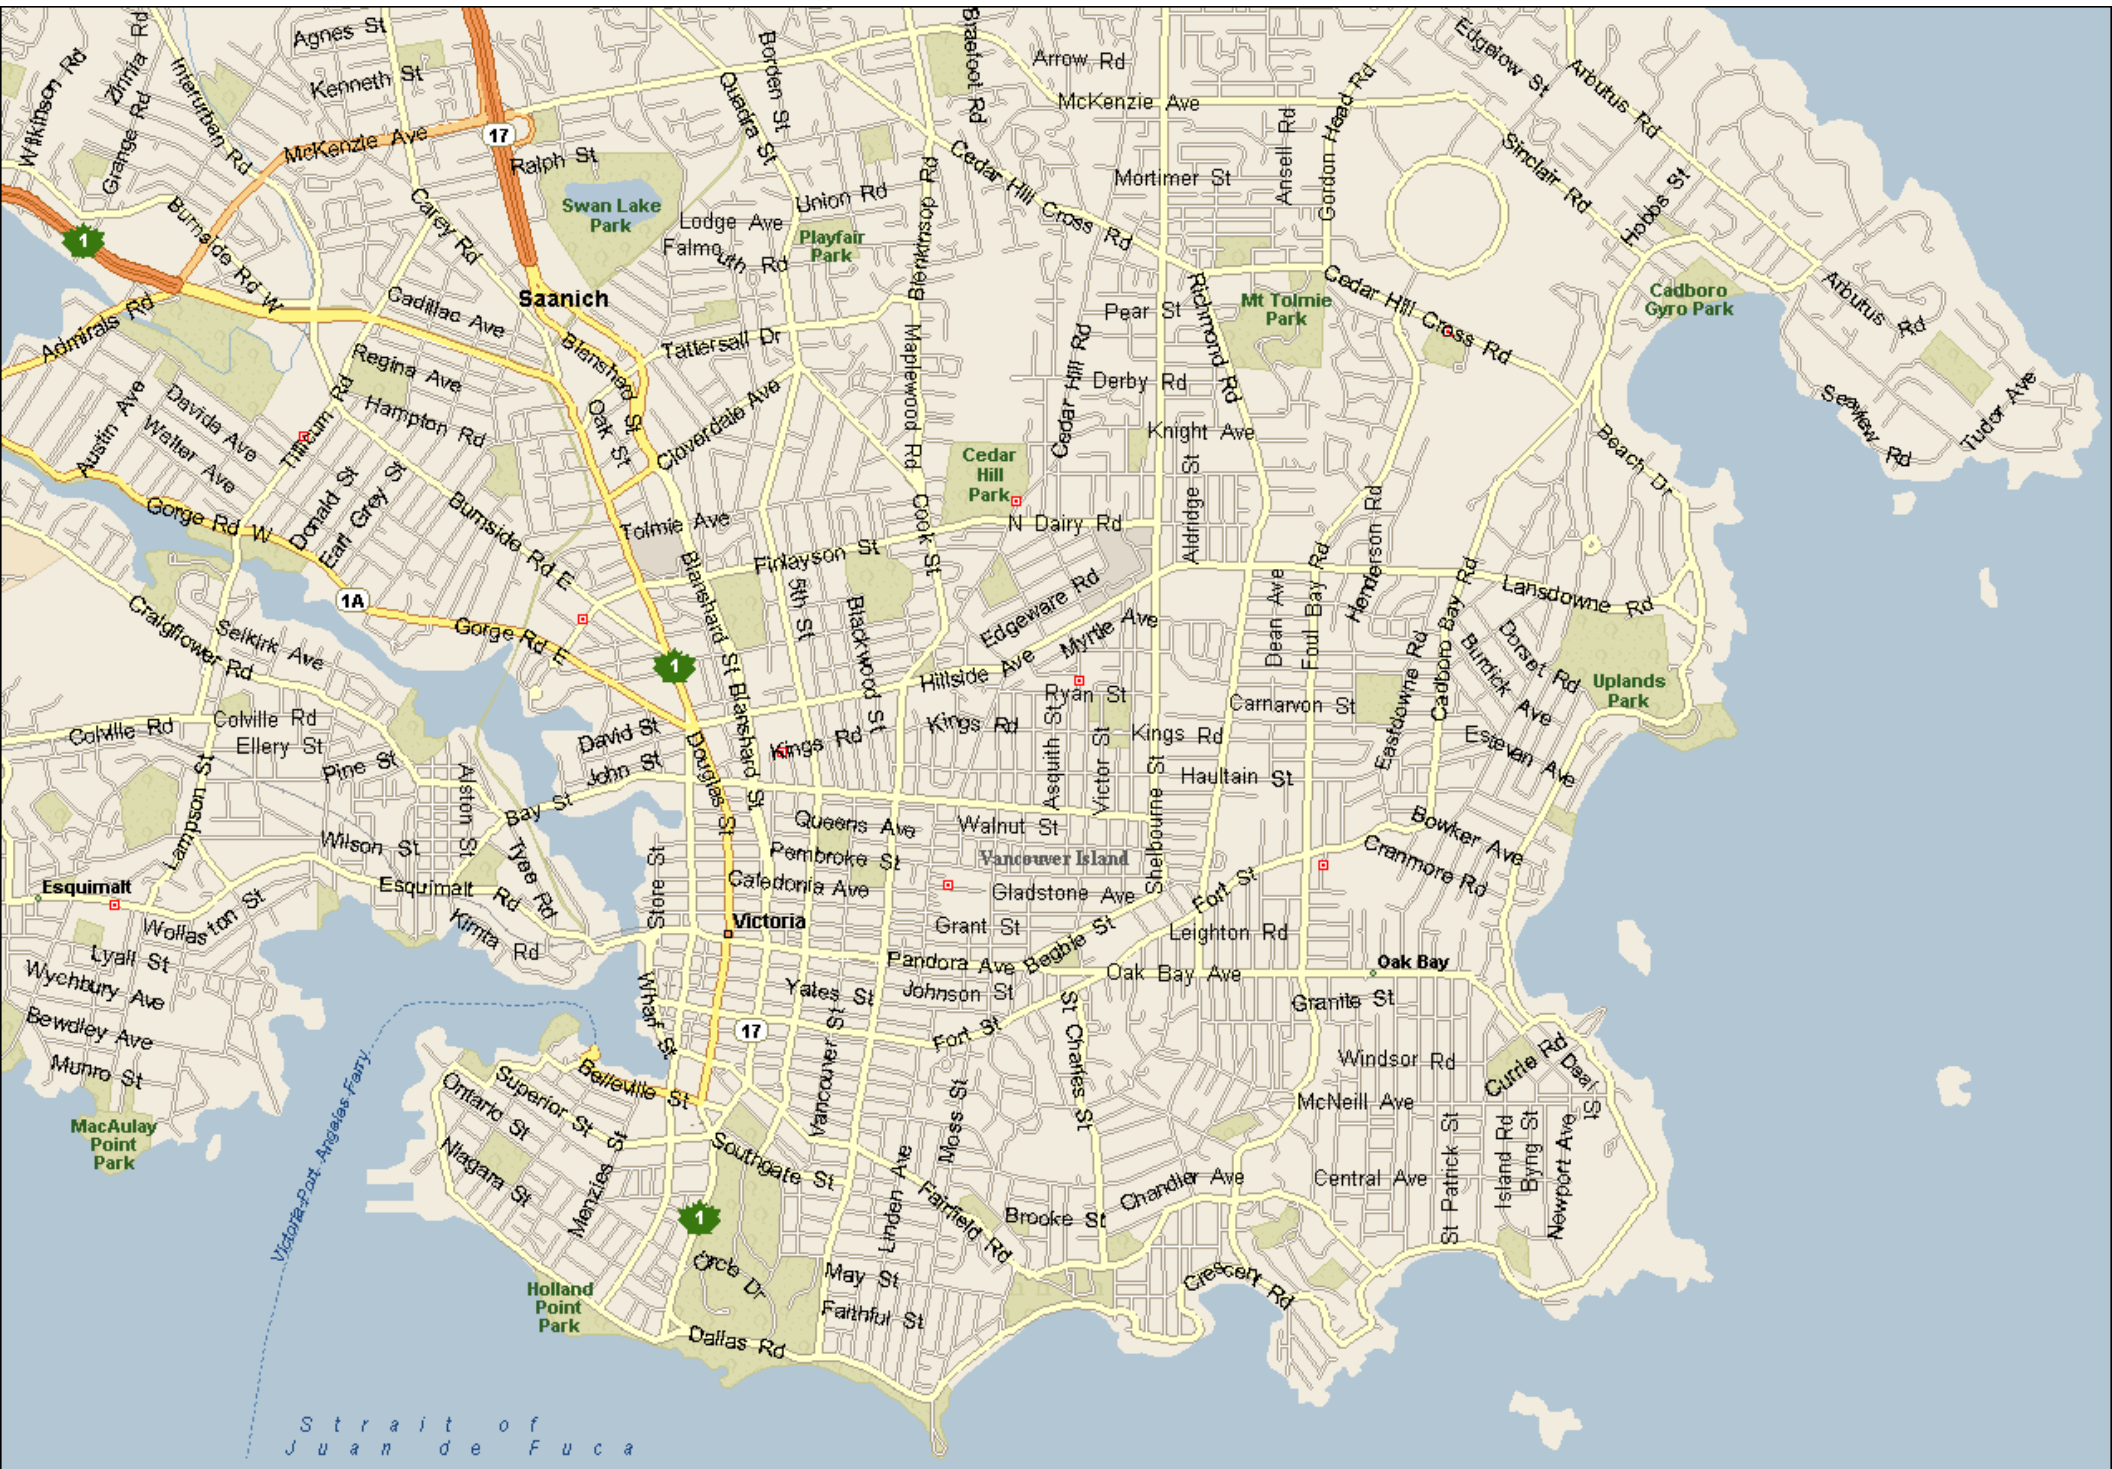 Agnes St
Zinnia Rd
Wilkinson Rd
Interurban Rd
Kenneth St
Grange Rd
McKenzie Ave
17
Ralph St
Borden St
Quadra St
Braefoot Rd
Arrow Rd
McKenzie Ave
Edgelow St
Arbutus Rd
Gordon Head Rd
Ansell Rd
Sinclair Rd
Hobbs St
Cedar Hill Cross Rd
Mortimer St
Union Rd
Blenkinsop Rd
Swan Lake
Park
Lodge Ave
Falmouth Rd
Playfair
Park
Carey Rd
Burnside Rd W
1
Admirals Rd
Saanich
Cadillac Ave
Blanshard St
Tattersall Dr
Maplewood Rd
Pear St
Richmond Rd
Mt Tolmie
Park
Cedar Hill Cross Rd
Cadboro
Gyro Park
Arbutus Rd
Regina Ave
Davida Ave
Austin Ave
Walter Ave
Tillicum Rd
Hampton Rd
Oak St
Cloverdale Ave
Cedar Hill Rd
Derby Rd
Knight Ave
Seaview Rd
Tudor Ave
Beach Dr
Cedar
Hill
Park
Gorge Rd W
Donald St
Earl Grey St
Burnside Rd E
Tolmie Ave
Cook St
N Dairy Rd
Aldridge St
Henderson Rd
Finlayson St
Blanshard St
5th St
Blackwood St
Edgeware Rd
Myrtle Ave
Dean Ave
Foul Bay Rd
Lansdowne Rd
1A
Gorge Rd E
Craigflower Rd
Selkirk Ave
1
Hillside Ave
Ryan St
Carnarvon St
Eastdowne Rd
Cadboro Bay Rd
Burdick Ave
Dorset Rd
Uplands
Park
Colville Rd
Colville Rd
Ellery St
Pine St
David St
John St
Douglas St
Blanshard St
Kings Rd
Kings Rd
Kings Rd
Asquith St
Victor St
Haultain St
Estevan Ave
Lampson St
Alston St
Bay St
Wilson St
Tyee Rd
Queens Ave
Walnut St
Shelbourne St
Bowker Ave
Cranmore Rd
Pembroke St
Vancouver Island
Esquimalt
Esquimalt Rd
Store St
Caledonia Ave
Gladstone Ave
Fort St
Wollaston St
Kimta Rd
Victoria
Grant St
Begbie St
Leighton Rd
Lyall St
Pandora Ave
Oak Bay Ave
Oak Bay
Wychbury Ave
Wharf St
Yates St
Johnson St
Granite St
Bewdley Ave
17
Vancouver St
Fort St
St Charles St
Windsor Rd
Currie Rd
Deal St
Munro St
Belleville St
Superior St
Ontario St
Moss St
McNeill Ave
MacAulay
Point
Park
Victoria-Port Angelas-Ferry
Niagara St
Menzies St
Southgate St
Linden Ave
Fairfield Rd
Chandler Ave
Central Ave
St Patrick St
Island Rd
Byng St
Newport Ave
1
Circle Dr
Brooke St
Crescent Rd
May St
Faithful St
Holland
Point
Park
Dallas Rd
Strait of
Juan de Fuca